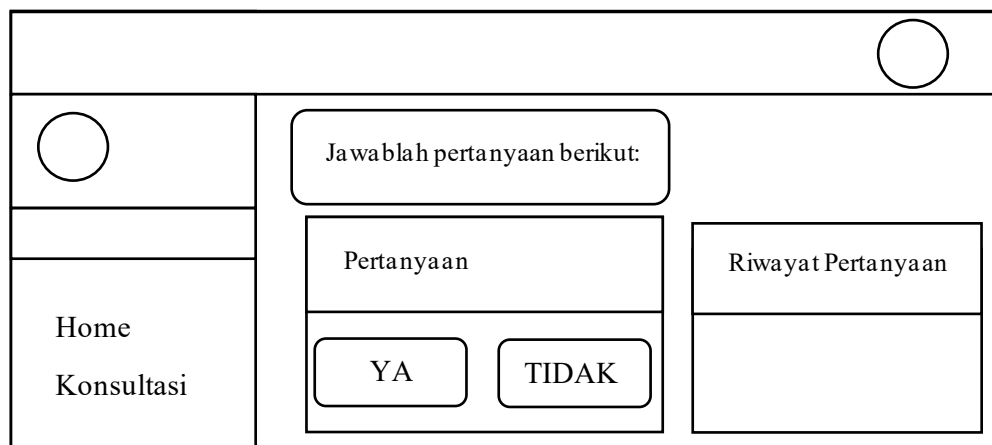 Jawablah pertanyaan berikut:
Pertanyaan
Riwayat Pertanyaan
YA
TIDAK
Home
Konsultasi